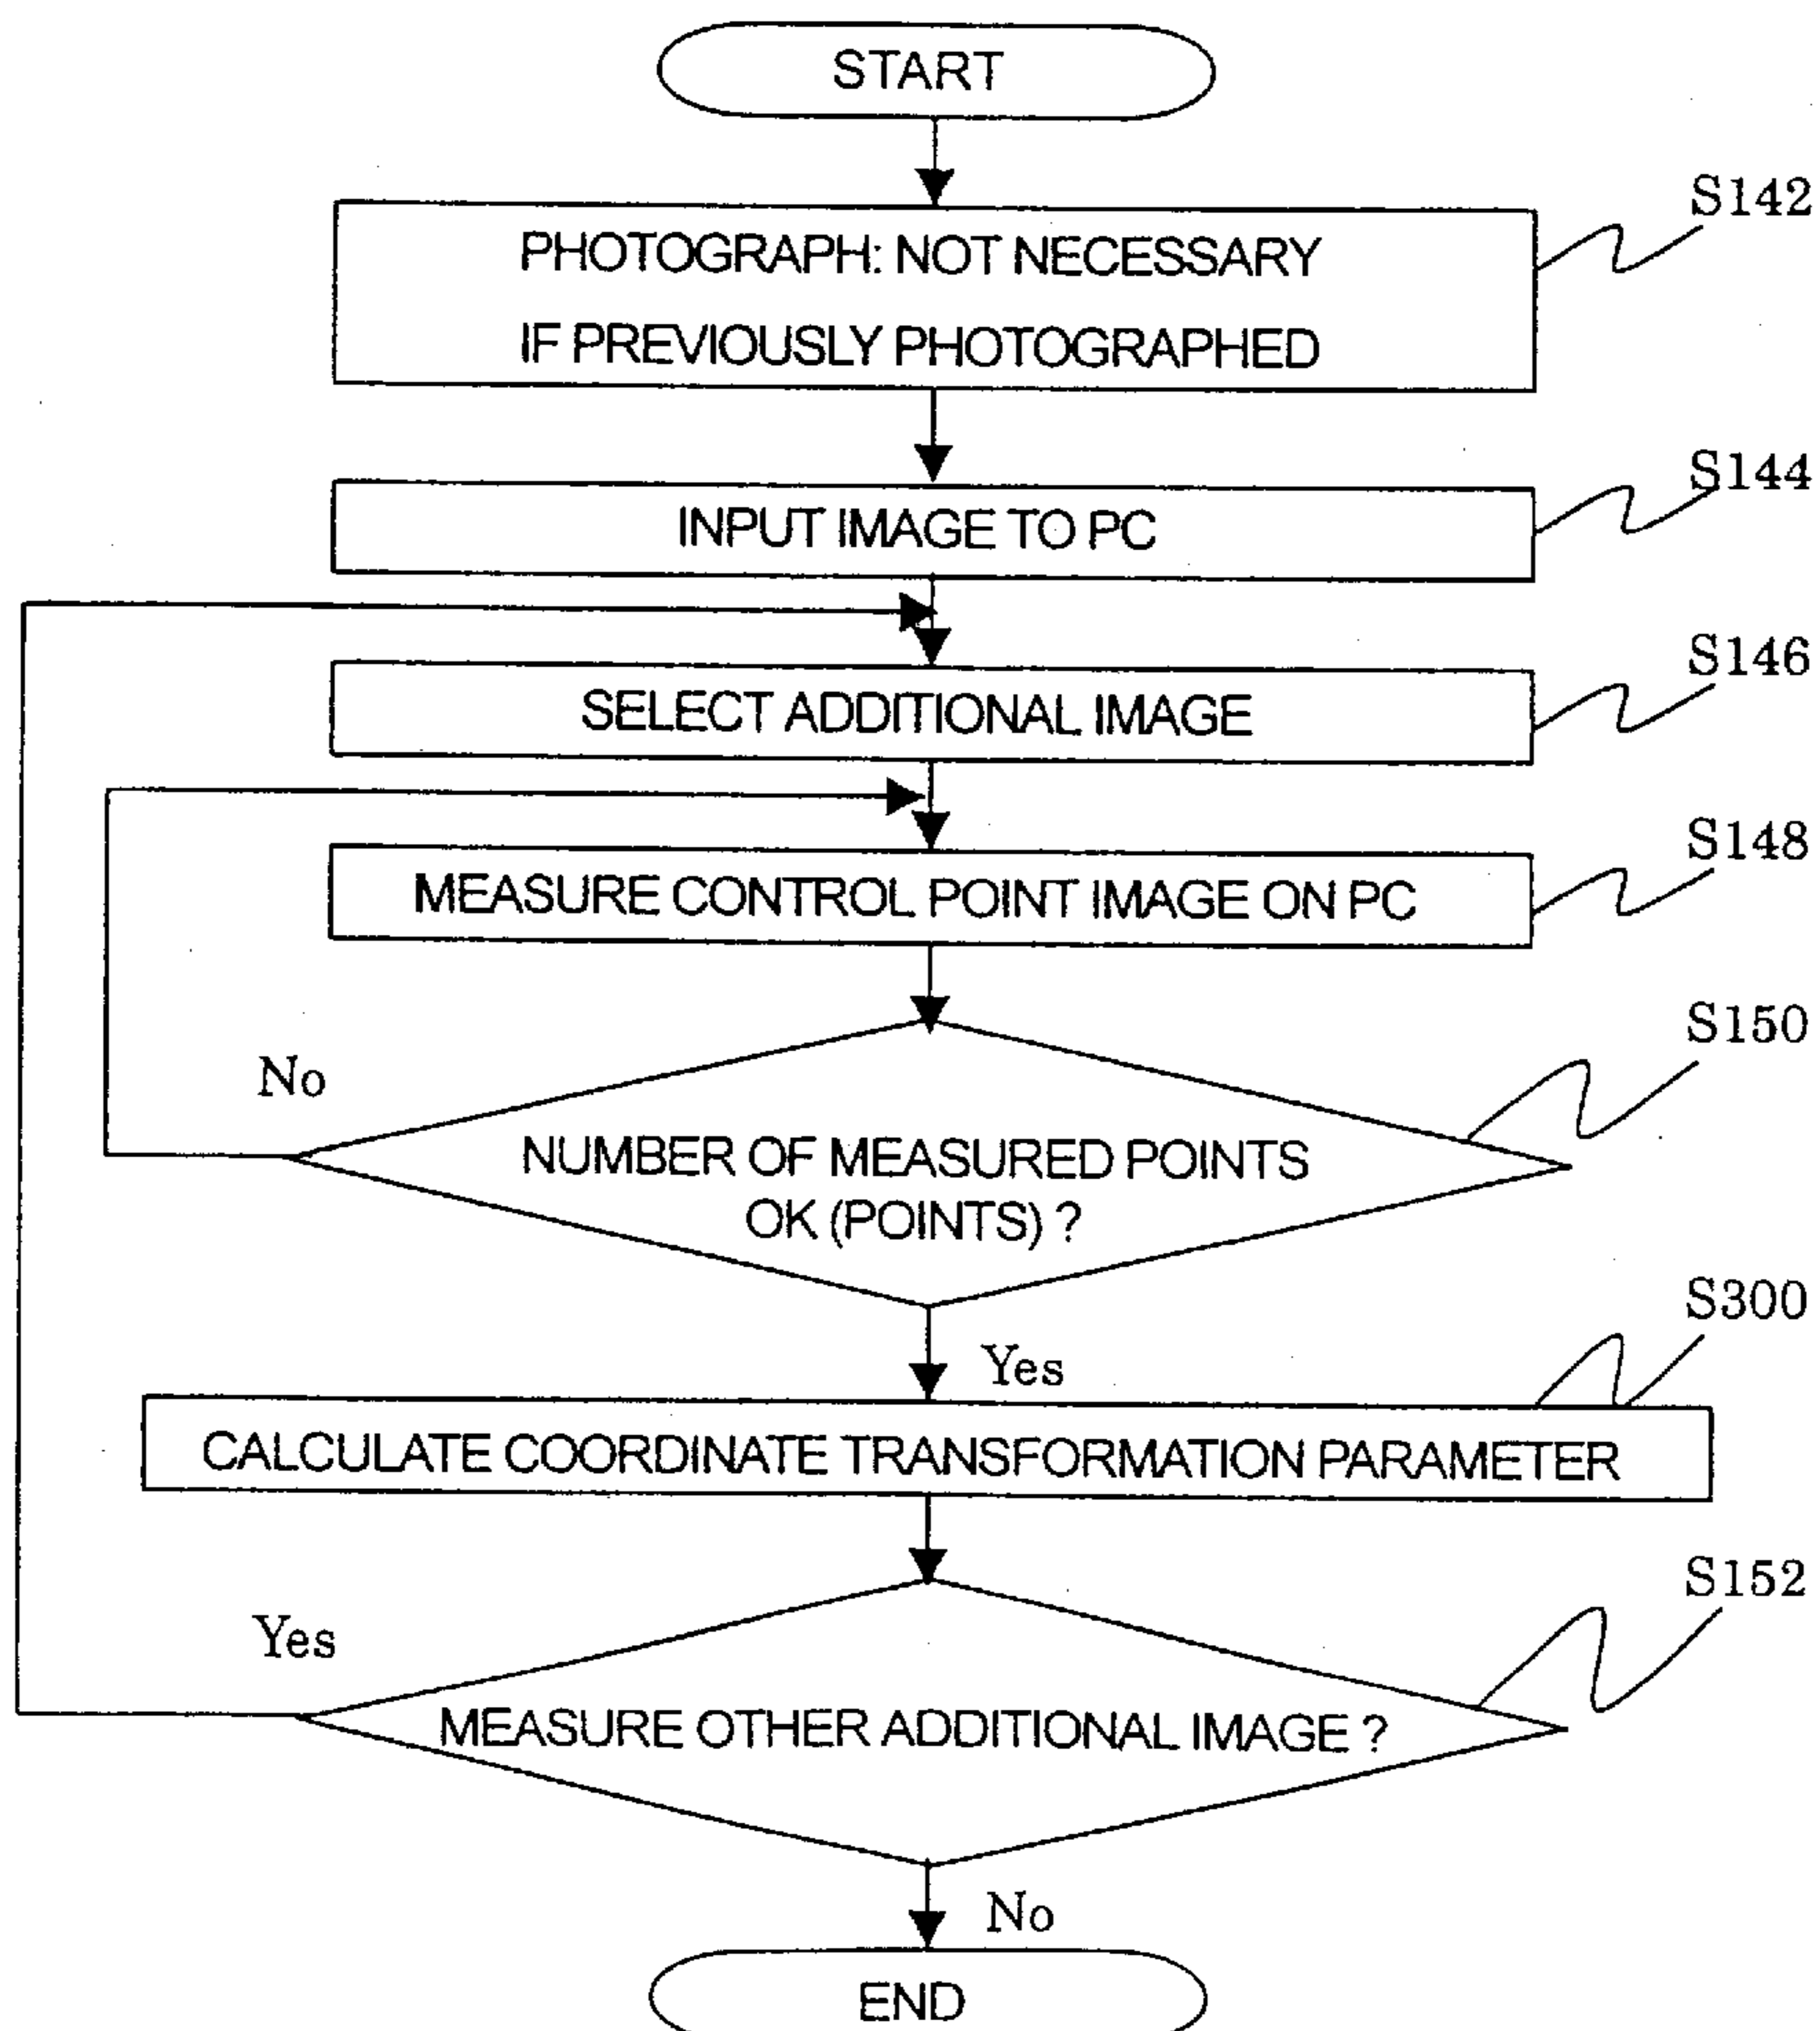 START
S142
PHOTOGRAPH: NOT NECESSARY
IF PREVIOUSLY PHOTOGRAPHED
S144
INPUT IMAGE TO PC
S146
SELECT ADDITIONAL IMAGE
S148
MEASURE CONTROL POINT IMAGE ON PC
S150
No
NUMBER OF MEASURED POINTS
OK (POINTS) ?
S300
Yes
CALCULATE COORDINATE TRANSFORMATION PARAMETER
S152
Yes
MEASURE OTHER ADDITIONAL IMAGE ?
No
END